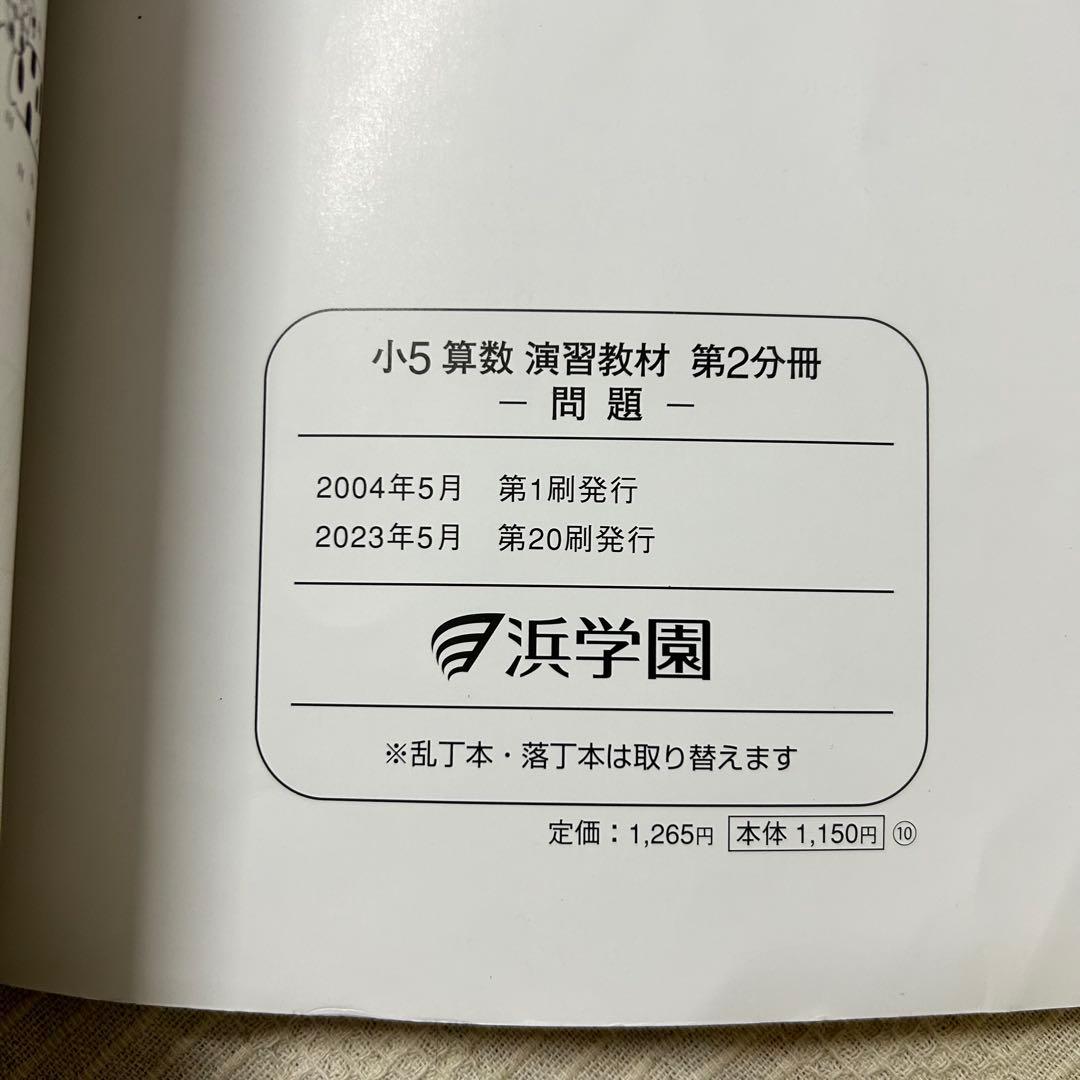 小5 算数 演習教材 第2分冊
－ 問 題 －
2004年5月 第1刷発行
2023年5月 第20刷発行
浜学園
※乱丁本・落丁本は取り替えます
定価：1,265円 本体 1,150円 ⑩